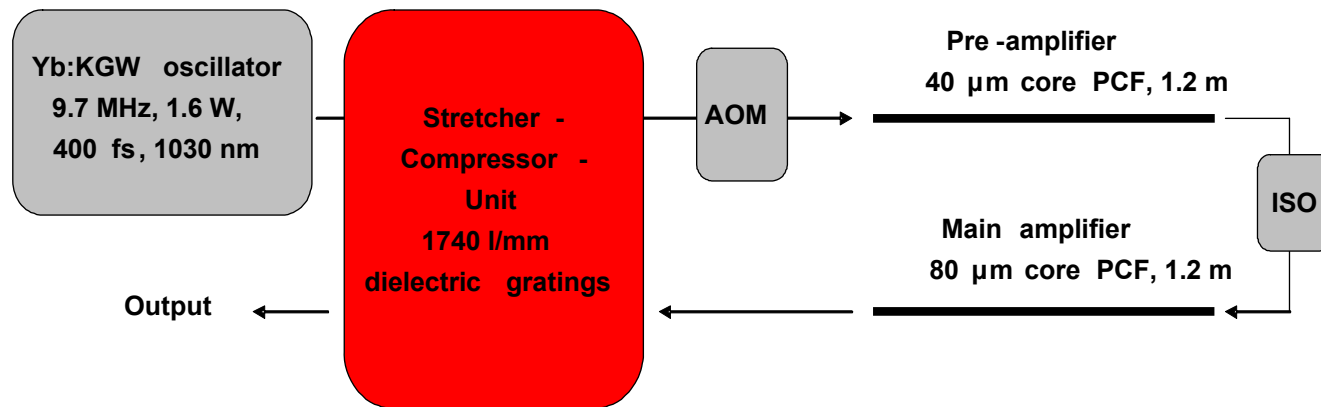 Yb:KGW oscillator
9.7 MHz, 1.6 W,
400 fs, 1030 nm
Stretcher -
Compressor -
Unit
1740 l/mm
dielectric gratings
AOM
Pre -amplifier
40 µm core PCF, 1.2 m
ISO
Main amplifier
80 µm core PCF, 1.2 m
Output